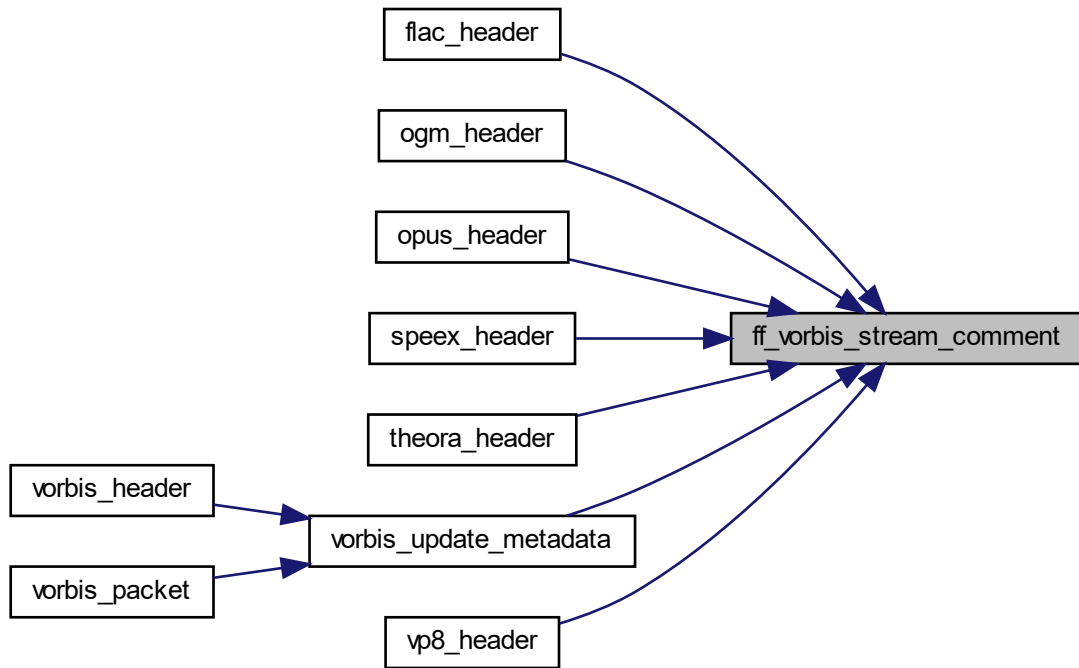 flac_header
ogm_header
opus_header
speex_header
ff_vorbis_stream_comment
theora_header
vorbis_header
vorbis_update_metadata
vorbis_packet
vp8_header